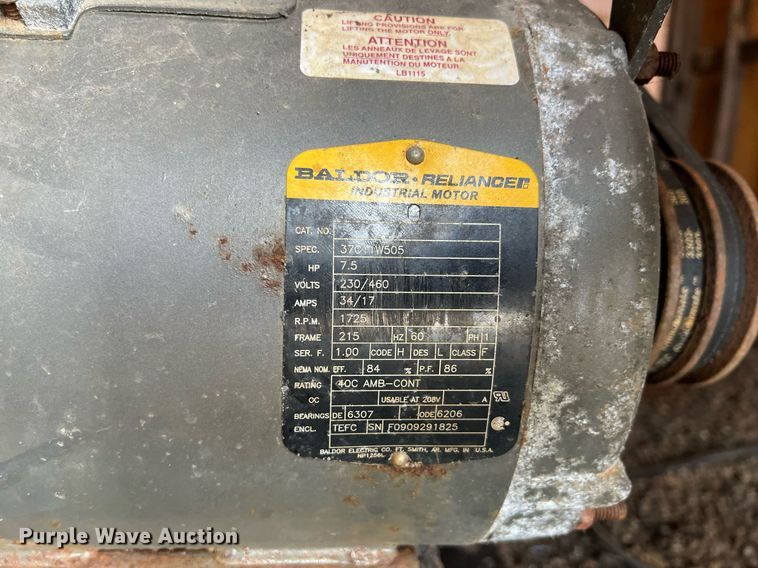 CAUTION
LIFTING PROVISIONS ARE FOR
LIFTING THE MOTOR ONLY.
ATTENTION
LES ANNEAUX DE LEVAGE SONT
UNIQUEMENT DESTINES A LA
MANUTENTION DU MOTEUR.
LB1115
BALDOR • RELIANCER
INDUSTRIAL MOTOR
CAT. NO.
SPEC. 37C11W505
HP 7.5
VOLTS 230/460
AMPS 34/17
R.P.M. 1725
FRAME 215 HZ 60 PH 1
SER. F. 1.00 CODE H DES L CLASS F
NEMA NOM. EFF. 84 % P.F. 86 %
RATING 40C AMB-CONT
CC USABLE AT 208V A
BEARINGS DE 6307 ODE 6206
ENCL. TEFC SN F0909291825
BALDOR ELECTRIC CO. FT. SMITH, AR. MFG. IN U.S.A.
NP1256L
Purple Wave Auction